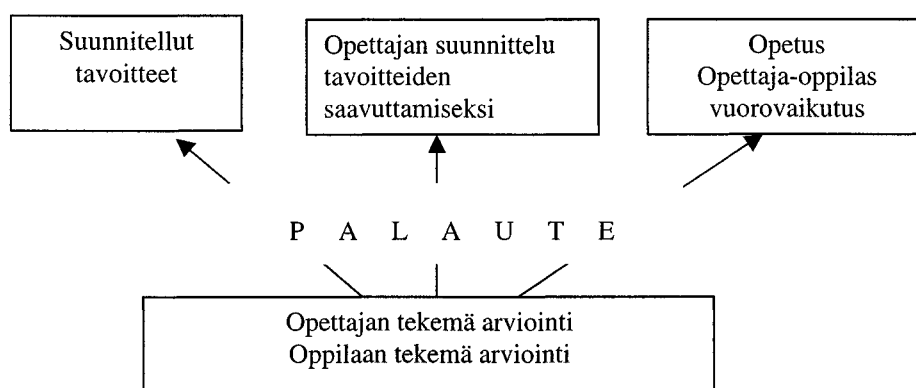 Suunnitellut
tavoitteet
Opettajan suunnittelu
tavoitteiden
saavuttamiseksi
Opetus
Opettaja-oppilas
vuorovaikutus
P A L A U T E
Opettajan tekemä arviointi
Oppilaan tekemä arviointi